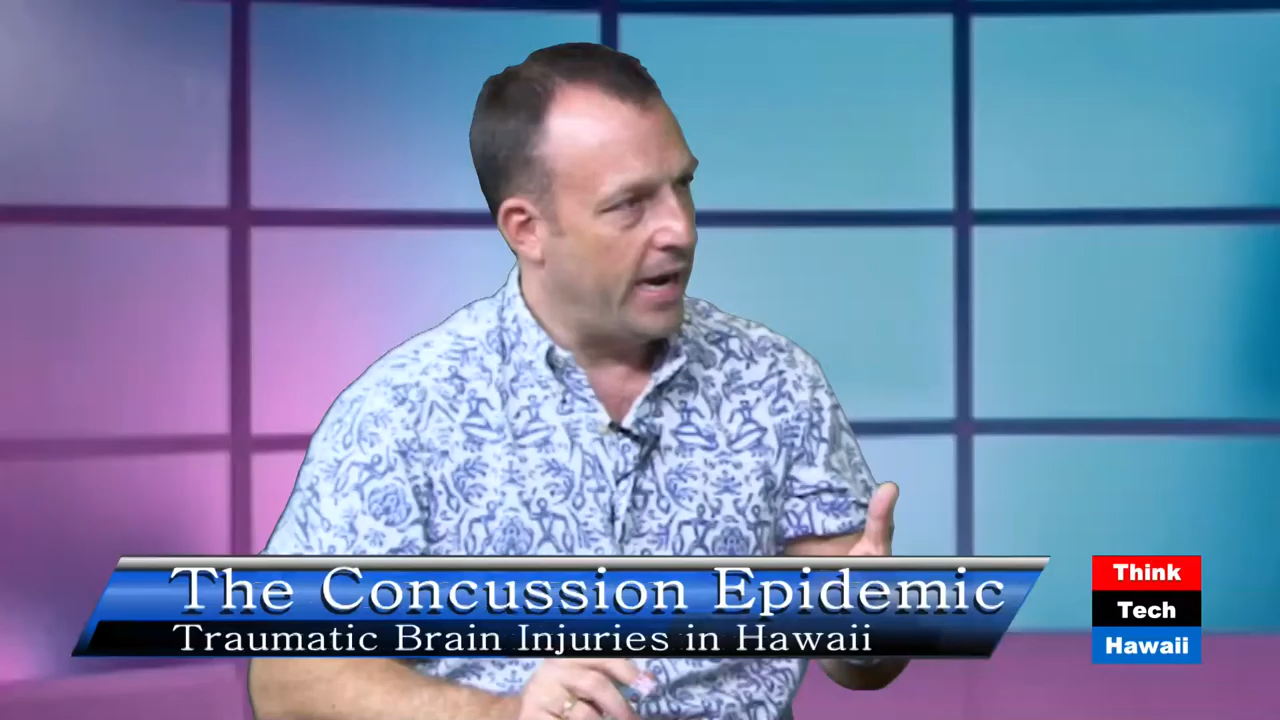 The Concussion Epidemic
Traumatic Brain Injuries in Hawaii
Think
Tech
Hawaii